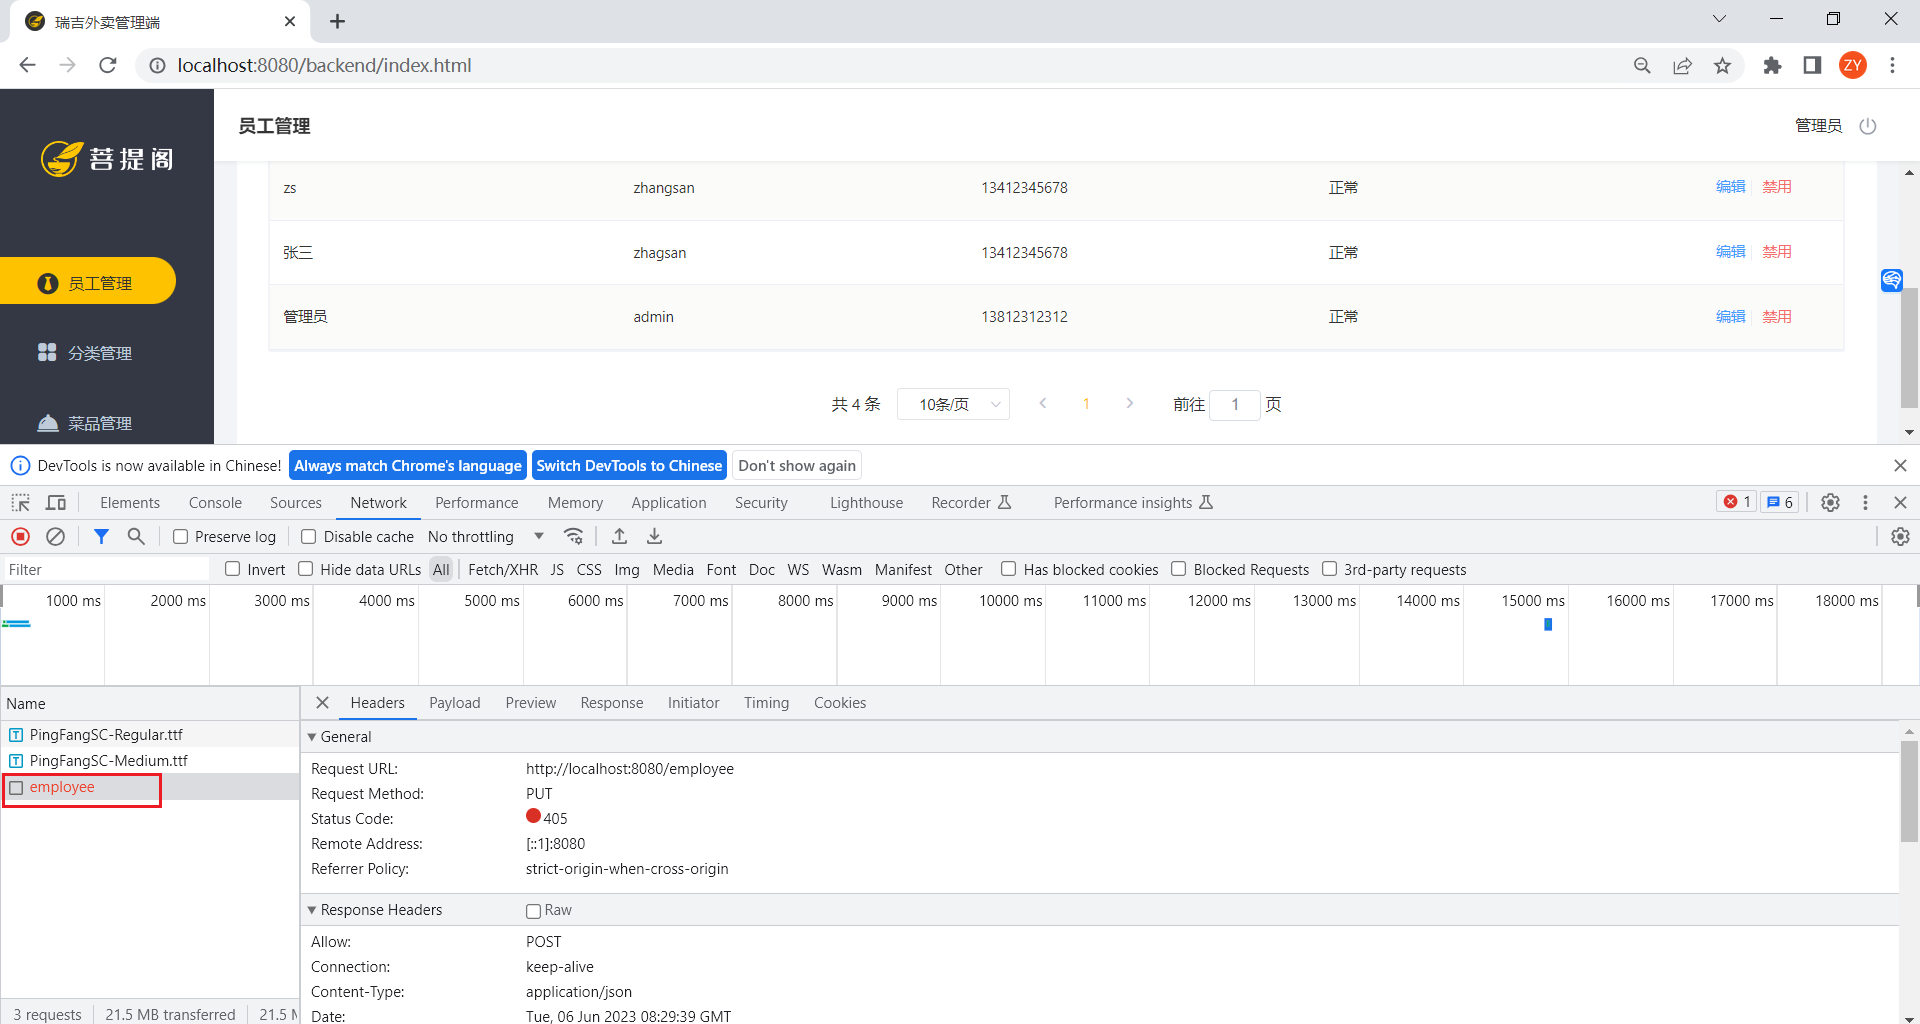 瑞吉外卖管理端
localhost:8080/backend/index.html
ZY
菩提阁
员工管理
管理员
员工管理
分类管理
菜品管理
zs zhangsan 13412345678 正常 编辑 禁用
张三 zhagsan 13412345678 正常 编辑 禁用
管理员 admin 13812312312 正常 编辑 禁用
共 4 条 10条/页 1 前往 1 页
DevTools is now available in Chinese! Always match Chrome's language Switch DevTools to Chinese Don't show again
Elements Console Sources Network Performance Memory Application Security Lighthouse Recorder Performance insights 1 6
Preserve log Disable cache No throttling
Filter Invert Hide data URLs All Fetch/XHR JS CSS Img Media Font Doc WS Wasm Manifest Other Has blocked cookies Blocked Requests 3rd-party requests
1000 ms 2000 ms 3000 ms 4000 ms 5000 ms 6000 ms 7000 ms 8000 ms 9000 ms 10000 ms 11000 ms 12000 ms 13000 ms 14000 ms 15000 ms 16000 ms 17000 ms 18000 ms
Name
PingFangSC-Regular.ttf
PingFangSC-Medium.ttf
employee
3 requests 21.5 MB transferred 21.5 M
Headers Payload Preview Response Initiator Timing Cookies
General
Request URL: http://localhost:8080/employee
Request Method: PUT
Status Code: 405
Remote Address: [::1]:8080
Referrer Policy: strict-origin-when-cross-origin
Response Headers Raw
Allow: POST
Connection: keep-alive
Content-Type: application/json
Date: Tue, 06 Jun 2023 08:29:39 GMT